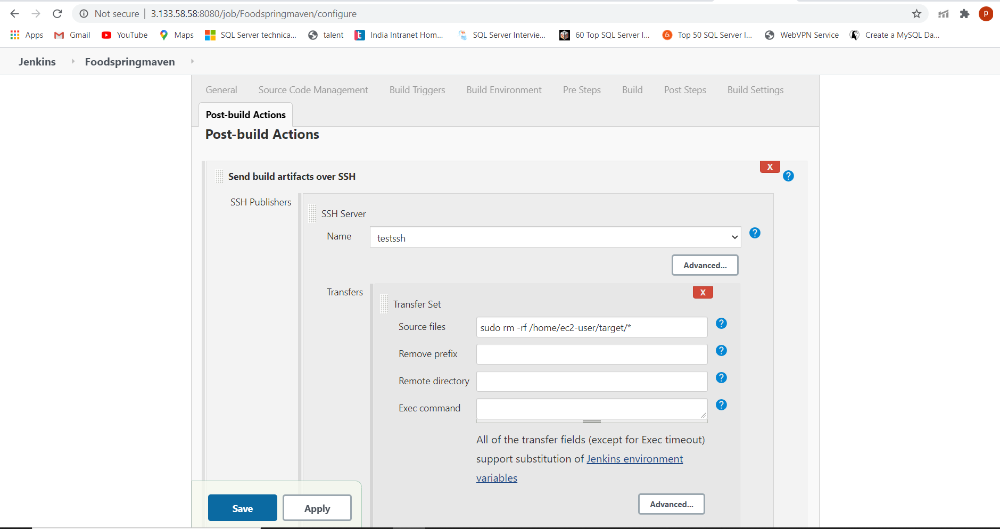 Not secure | 3.133.58.58:8080/job/Foodspringmaven/configure
P
Apps Gmail YouTube Maps SQL Server technica... talent India Intranet Hom... SQL Server Intervie... 60 Top SQL Server I... Top 50 SQL Server I... WebVPN Service Create a MySQL Da...
Jenkins Foodspringmaven
General Source Code Management Build Triggers Build Environment Pre Steps Build Post Steps Build Settings
Post-build Actions
Post-build Actions
X
Send build artifacts over SSH ?
SSH Publishers
SSH Server
Name testssh ?
Advanced...
Transfers X
Transfer Set
Source files sudo rm -rf /home/ec2-user/target/* ?
Remove prefix ?
Remote directory ?
Exec command ?
All of the transfer fields (except for Exec timeout)
support substitution of Jenkins environment
variables
Advanced...
Save Apply